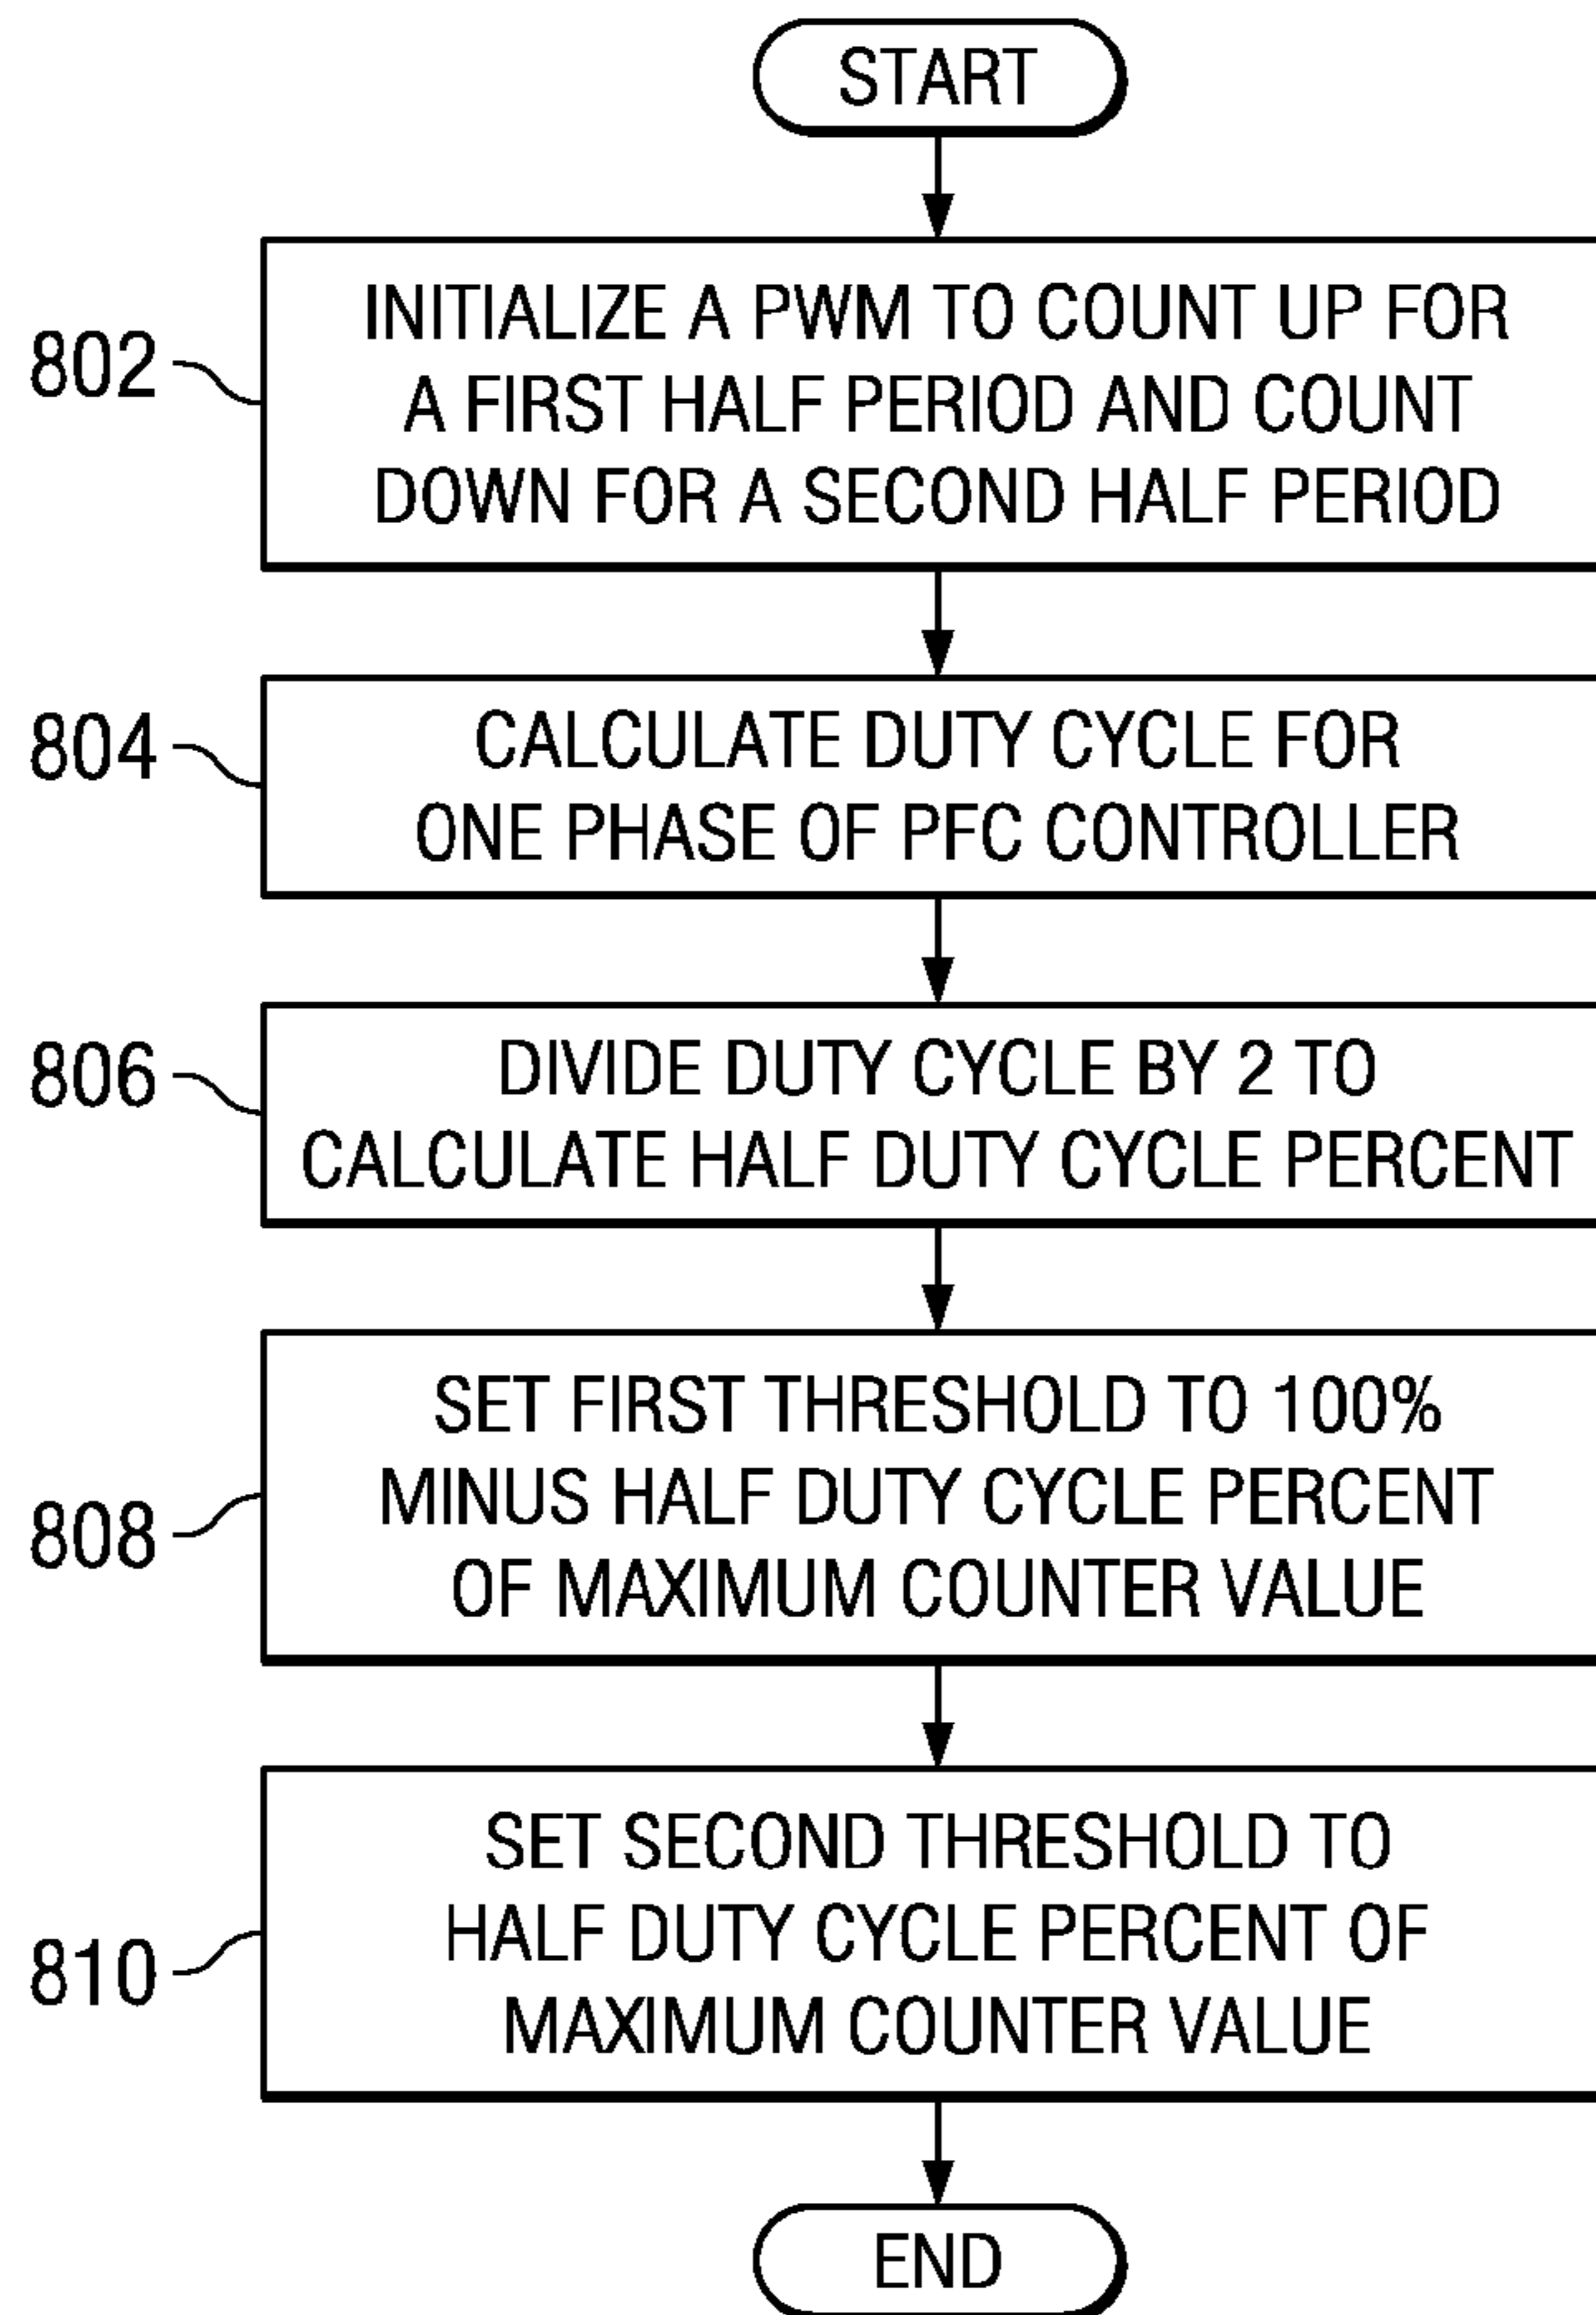 START
802
INITIALIZE A PWM TO COUNT UP FOR
A FIRST HALF PERIOD AND COUNT
DOWN FOR A SECOND HALF PERIOD
804
CALCULATE DUTY CYCLE FOR
ONE PHASE OF PFC CONTROLLER
806
DIVIDE DUTY CYCLE BY 2 TO
CALCULATE HALF DUTY CYCLE PERCENT
808
SET FIRST THRESHOLD TO 100%
MINUS HALF DUTY CYCLE PERCENT
OF MAXIMUM COUNTER VALUE
810
SET SECOND THRESHOLD TO
HALF DUTY CYCLE PERCENT OF
MAXIMUM COUNTER VALUE
END